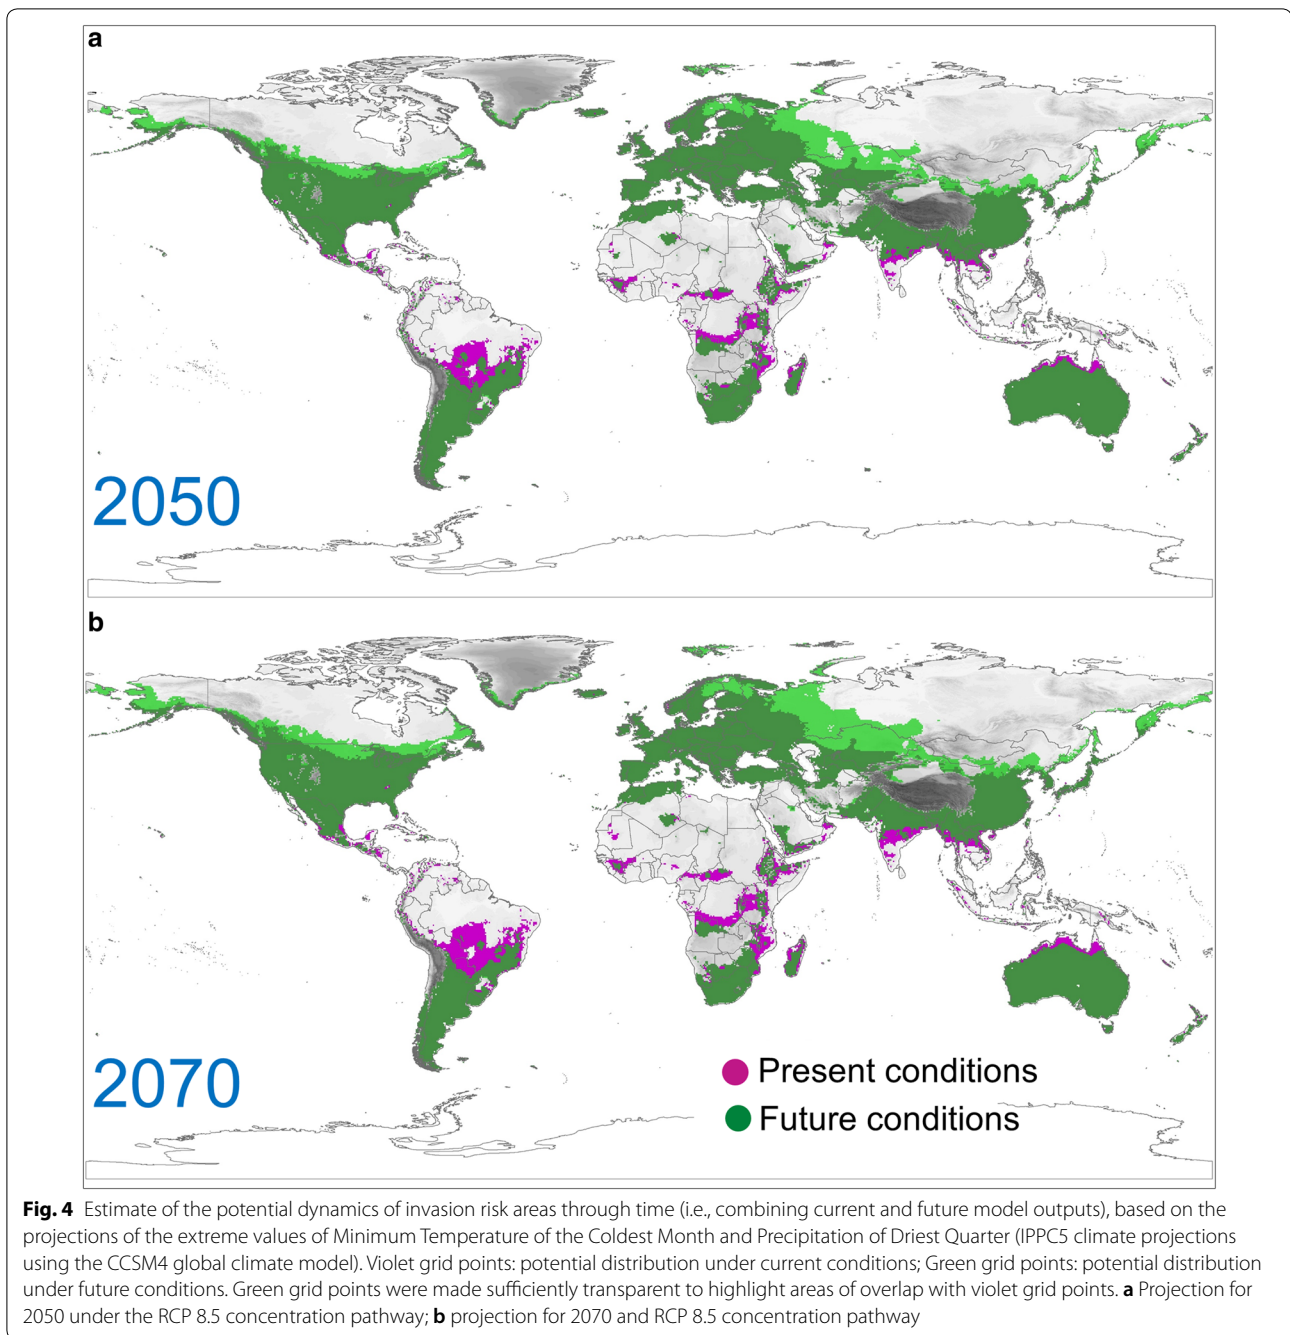 a
2050
b
2070
Present conditions
Future conditions
Fig. 4 Estimate of the potential dynamics of invasion risk areas through time (i.e., combining current and future model outputs), based on the
projections of the extreme values of Minimum Temperature of the Coldest Month and Precipitation of Driest Quarter (IPPC5 climate projections
using the CCSM4 global climate model). Violet grid points: potential distribution under current conditions; Green grid points: potential distribution
under future conditions. Green grid points were made sufficiently transparent to highlight areas of overlap with violet grid points. a Projection for
2050 under the RCP 8.5 concentration pathway; b projection for 2070 and RCP 8.5 concentration pathway